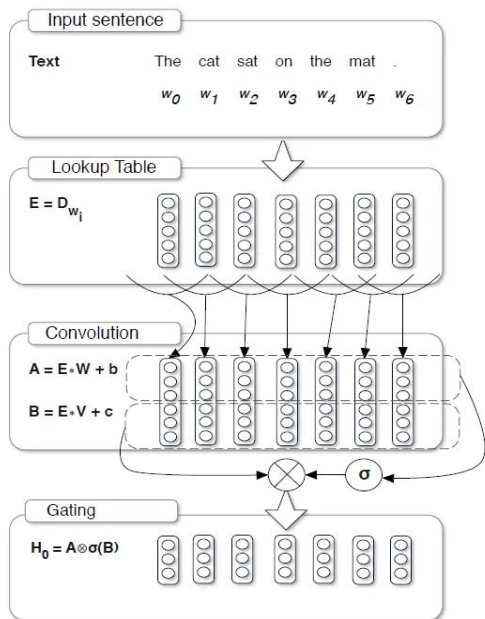 Input sentence
Text The cat sat on the mat .
w0 w1 w2 w3 w4 w5 w6
Lookup Table
E = Dwi
Convolution
A = E*W + b
B = E*V + c
σ
Gating
H0 = A⊗σ(B)